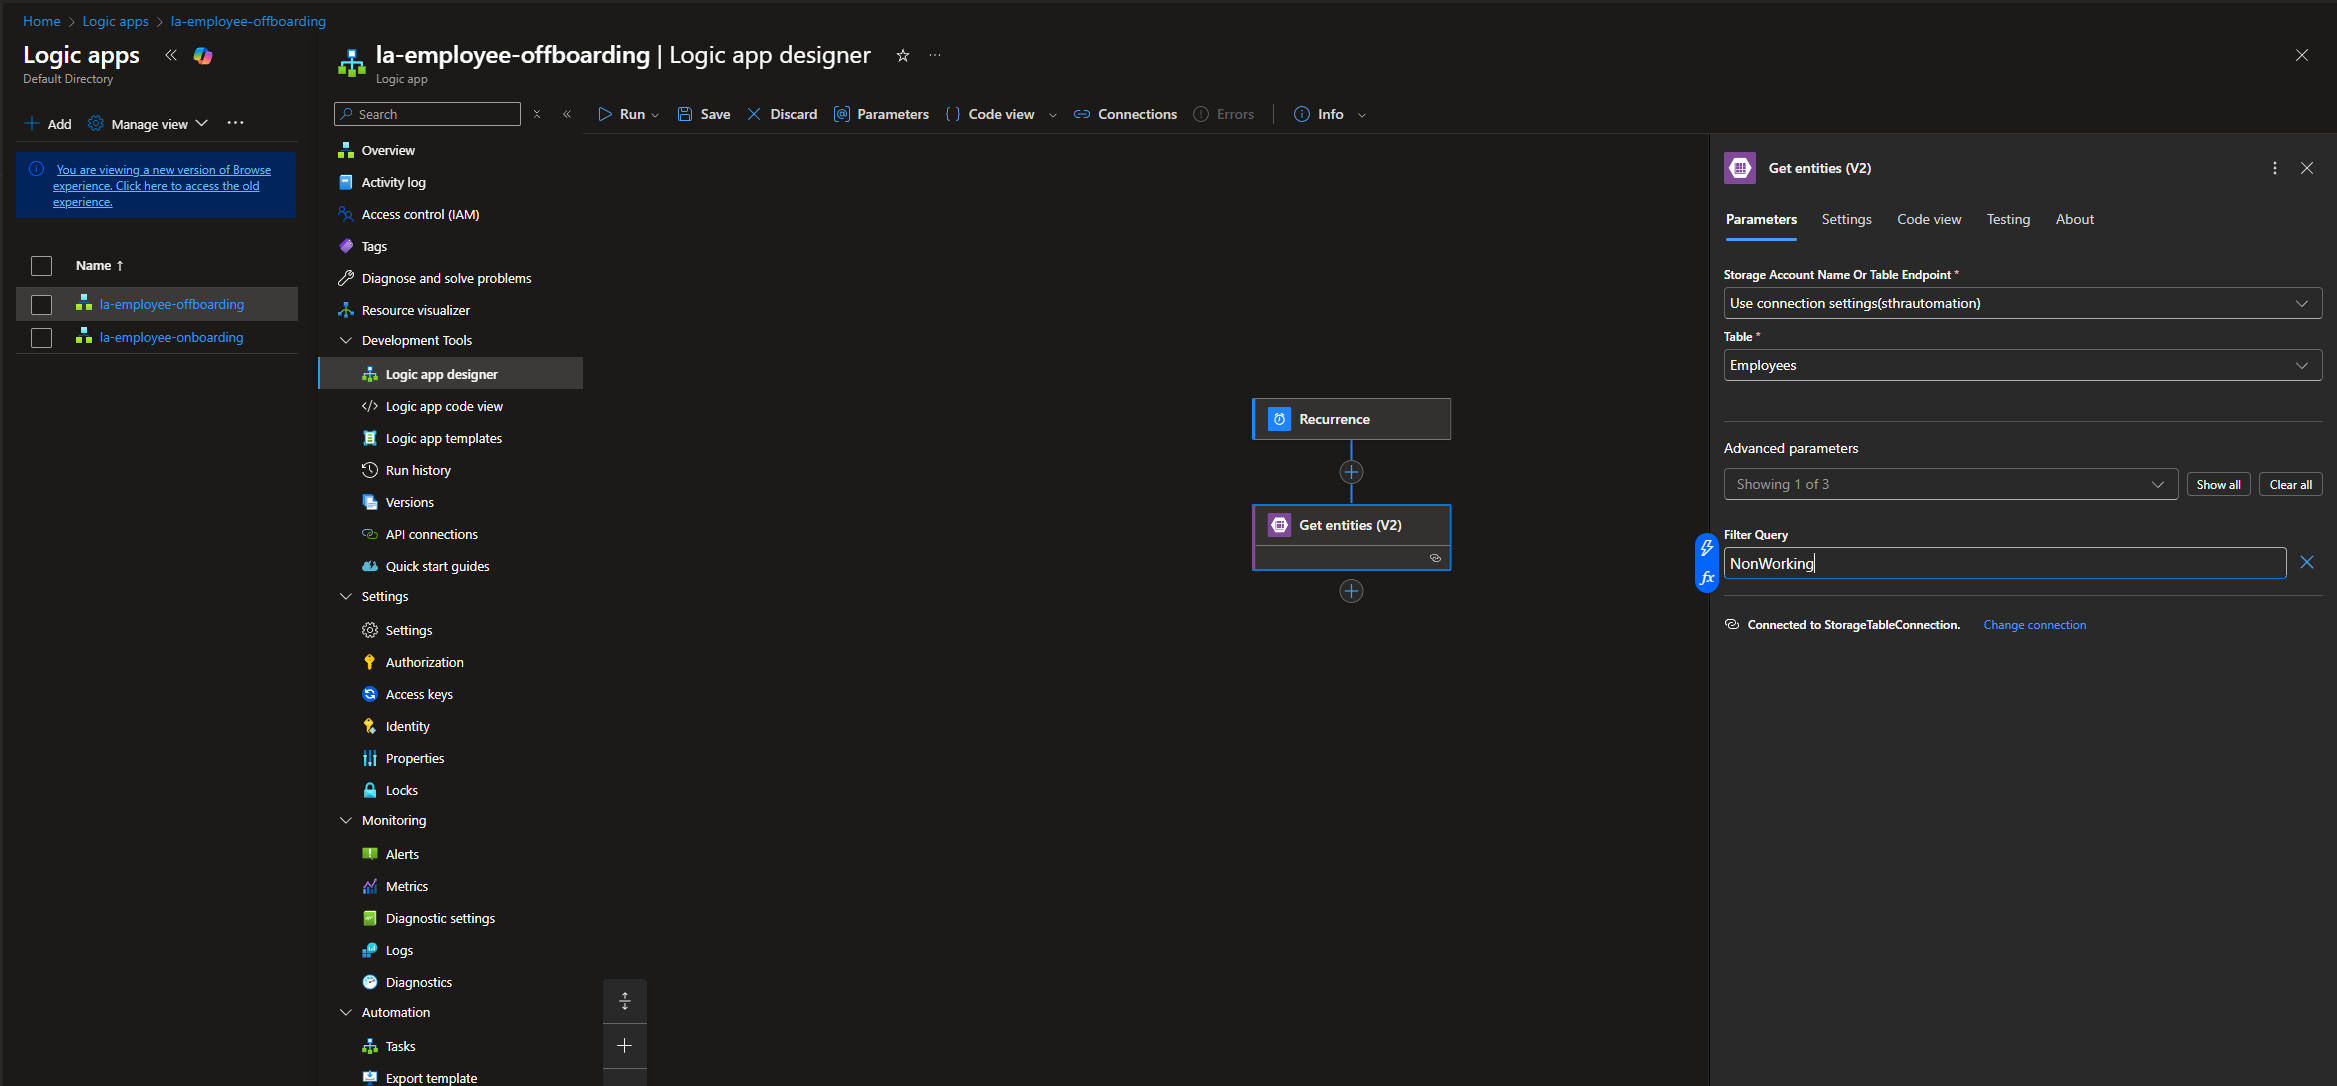 Home > Logic apps > la-employee-offboarding
Logic apps
Default Directory
Add
Manage view
You are viewing a new version of Browse
experience. Click here to access the old
experience.
Name ↑
la-employee-offboarding
la-employee-onboarding
la-employee-offboarding | Logic app designer
Logic app
Search
Overview
Activity log
Access control (IAM)
Tags
Diagnose and solve problems
Resource visualizer
Development Tools
Logic app designer
Logic app code view
Logic app templates
Run history
Versions
API connections
Quick start guides
Settings
Settings
Authorization
Access keys
Identity
Properties
Locks
Monitoring
Alerts
Metrics
Diagnostic settings
Logs
Diagnostics
Automation
Tasks
Export template
Run
Save
Discard
Parameters
Code view
Connections
Errors
Info
Recurrence
Get entities (V2)
Get entities (V2)
Parameters
Settings
Code view
Testing
About
Storage Account Name Or Table Endpoint *
Use connection settings(sthrautomation)
Table *
Employees
Advanced parameters
Showing 1 of 3
Show all
Clear all
Filter Query
fx
NonWorking
Connected to StorageTableConnection.
Change connection